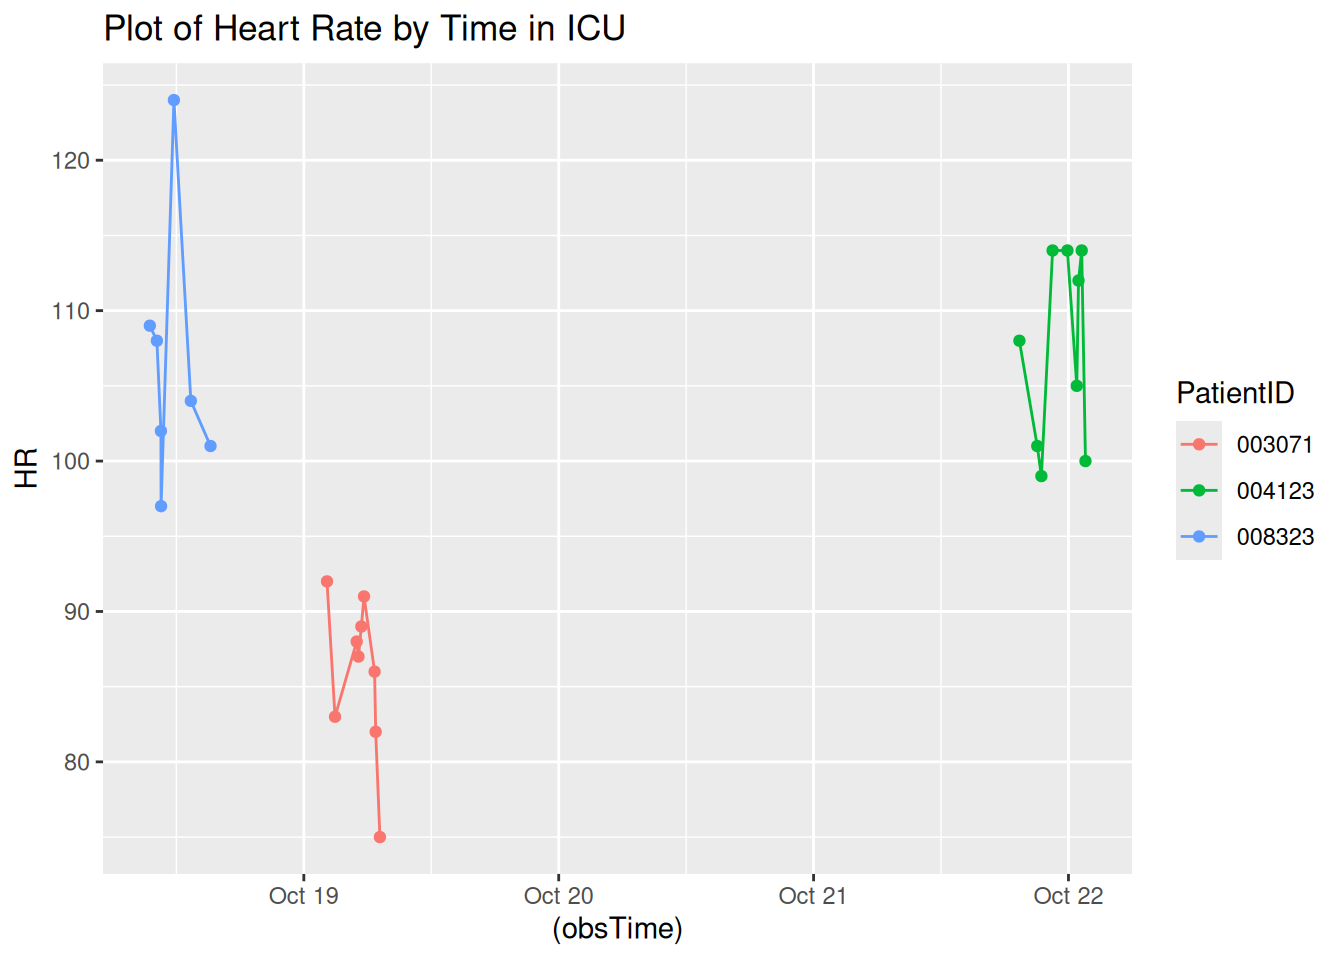 Plot of Heart Rate by Time in ICU
120
110
100
90
80
HR
Oct 19
Oct 20
Oct 21
Oct 22
(obsTime)
PatientID
003071
004123
008323